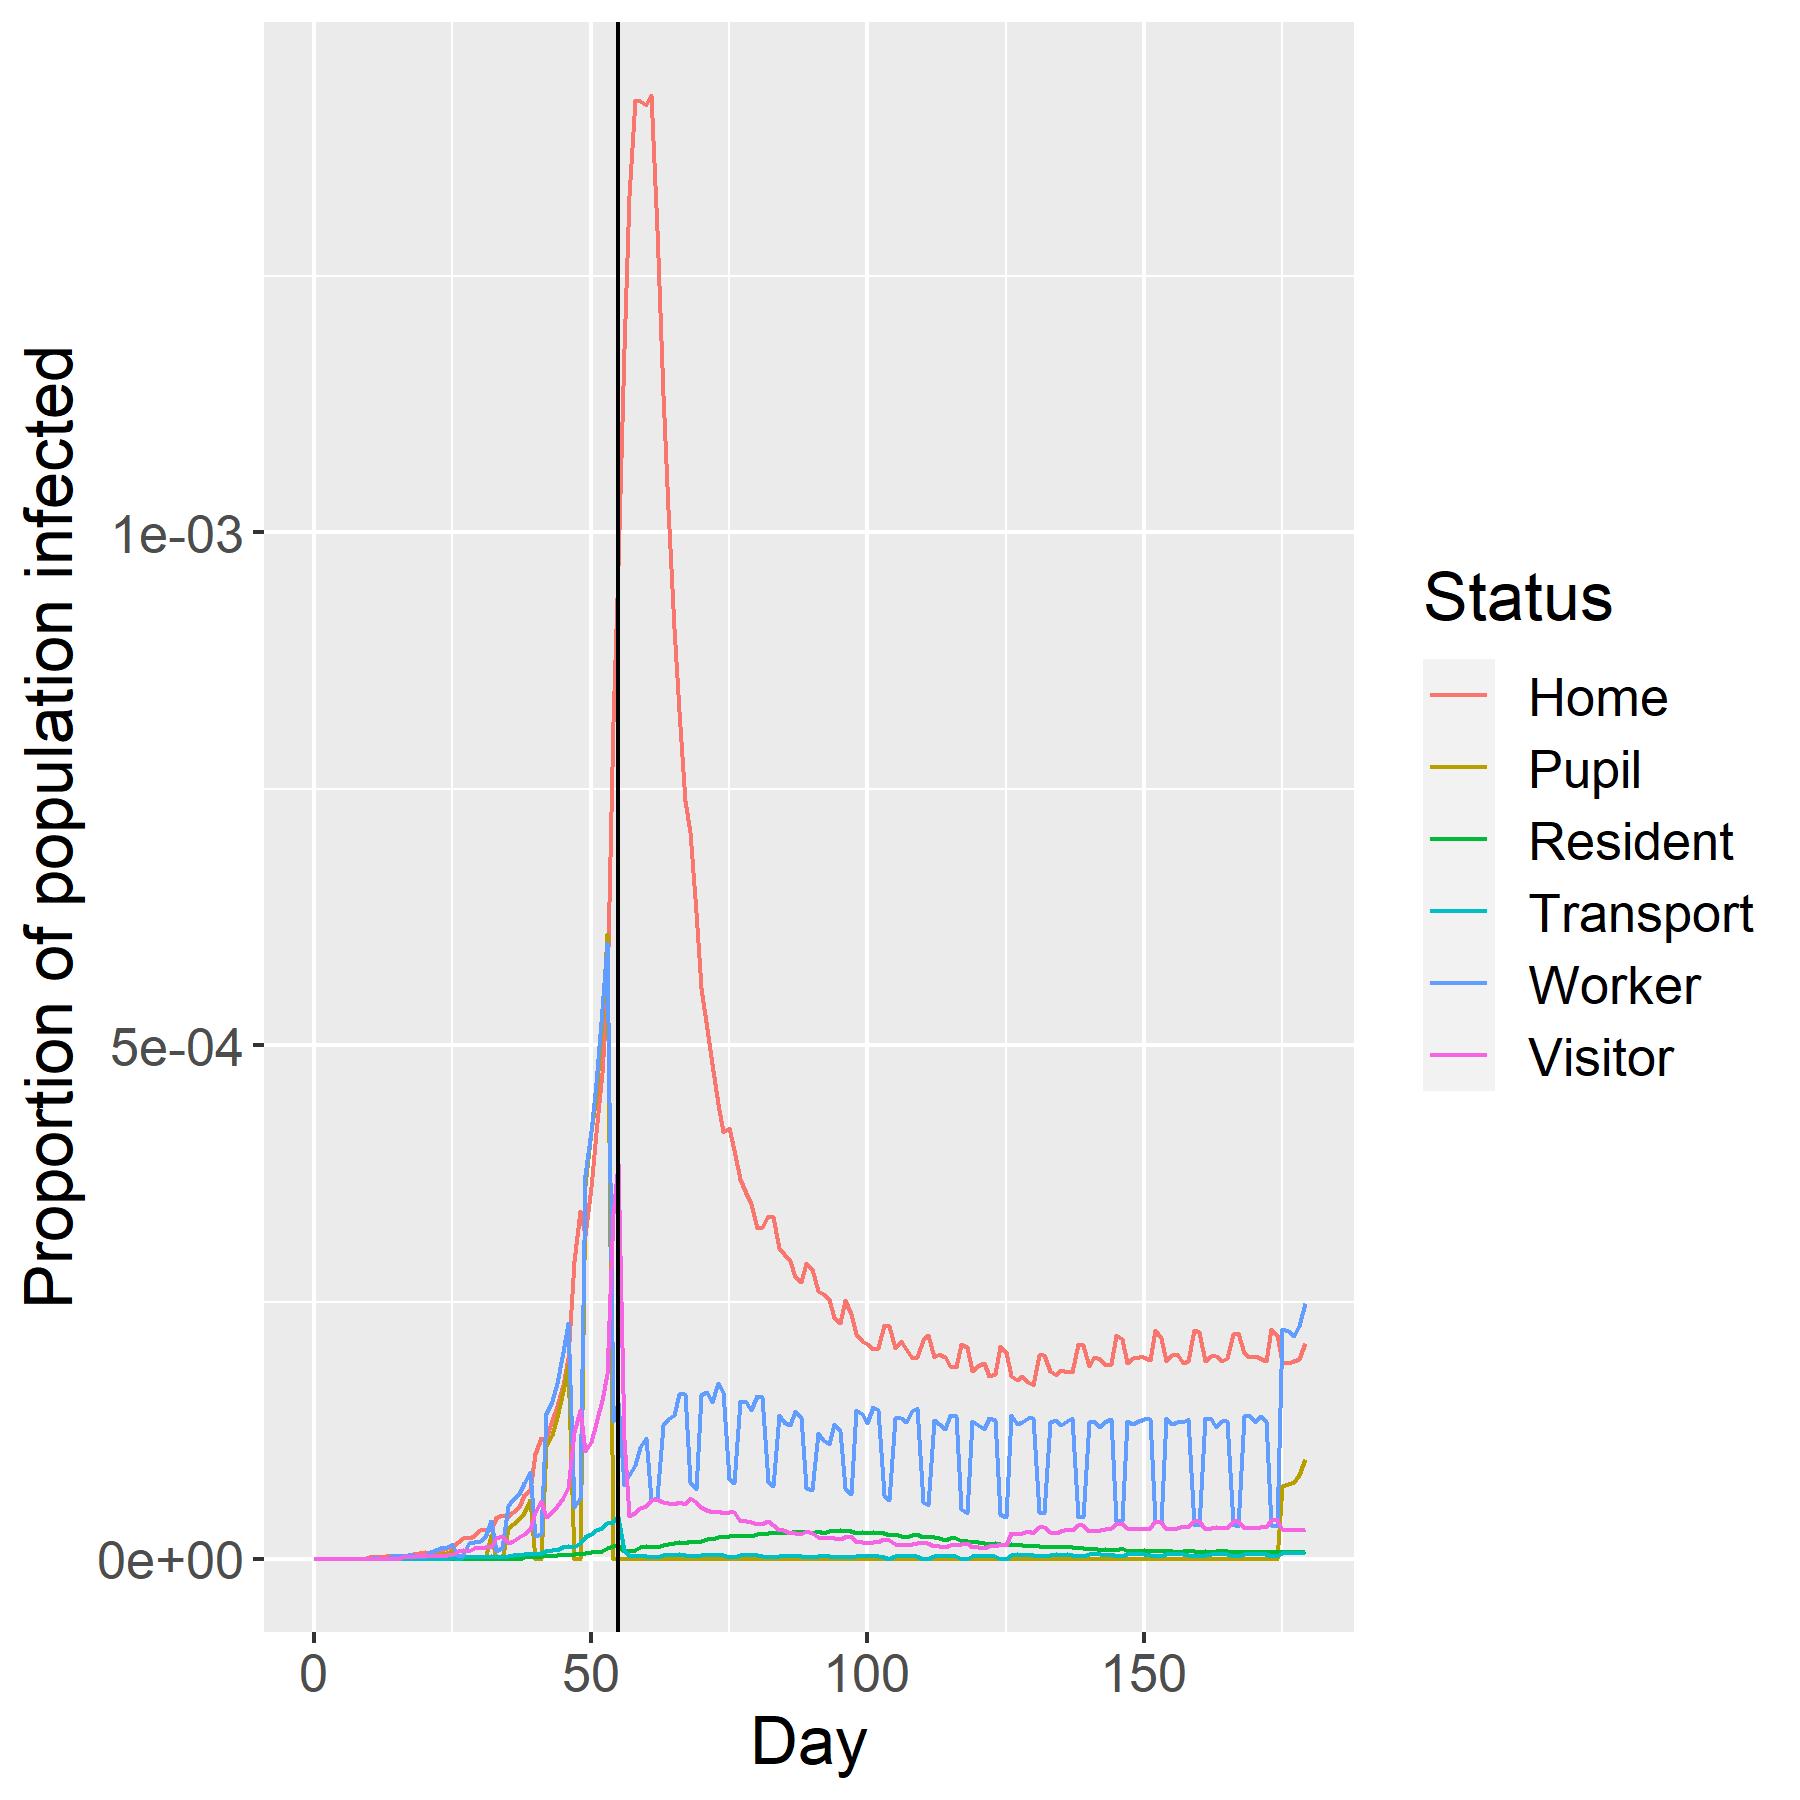 Proportion of population infected
1e-03
5e-04
0e+00
0
50
100
150
Day
Status
Home
Pupil
Resident
Transport
Worker
Visitor